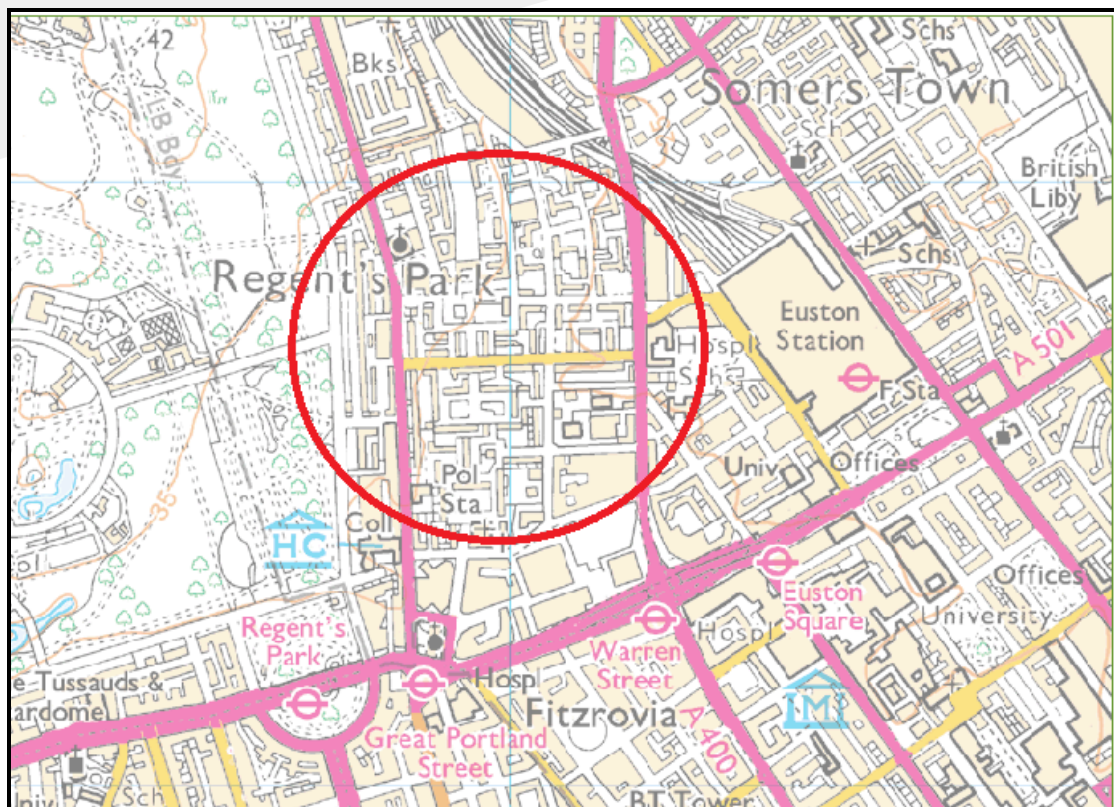 42
Bks
Schs
Somers Town
Sch
British
Liby
LB Bdy
Schs
Regent's Park
Euston
Station
A 501
Hospl
Schs
F Sta
35
Pol
Sta
Univ
Offices
HC
Coll
Offices
Regent's
Park
Euston
Square
University
Warren
Street
Hospl
e Tussauds &
ardome
Hosp
Fitzrovia
A 400
M
Great Portland
Street
Univ
Sch
BT Tower